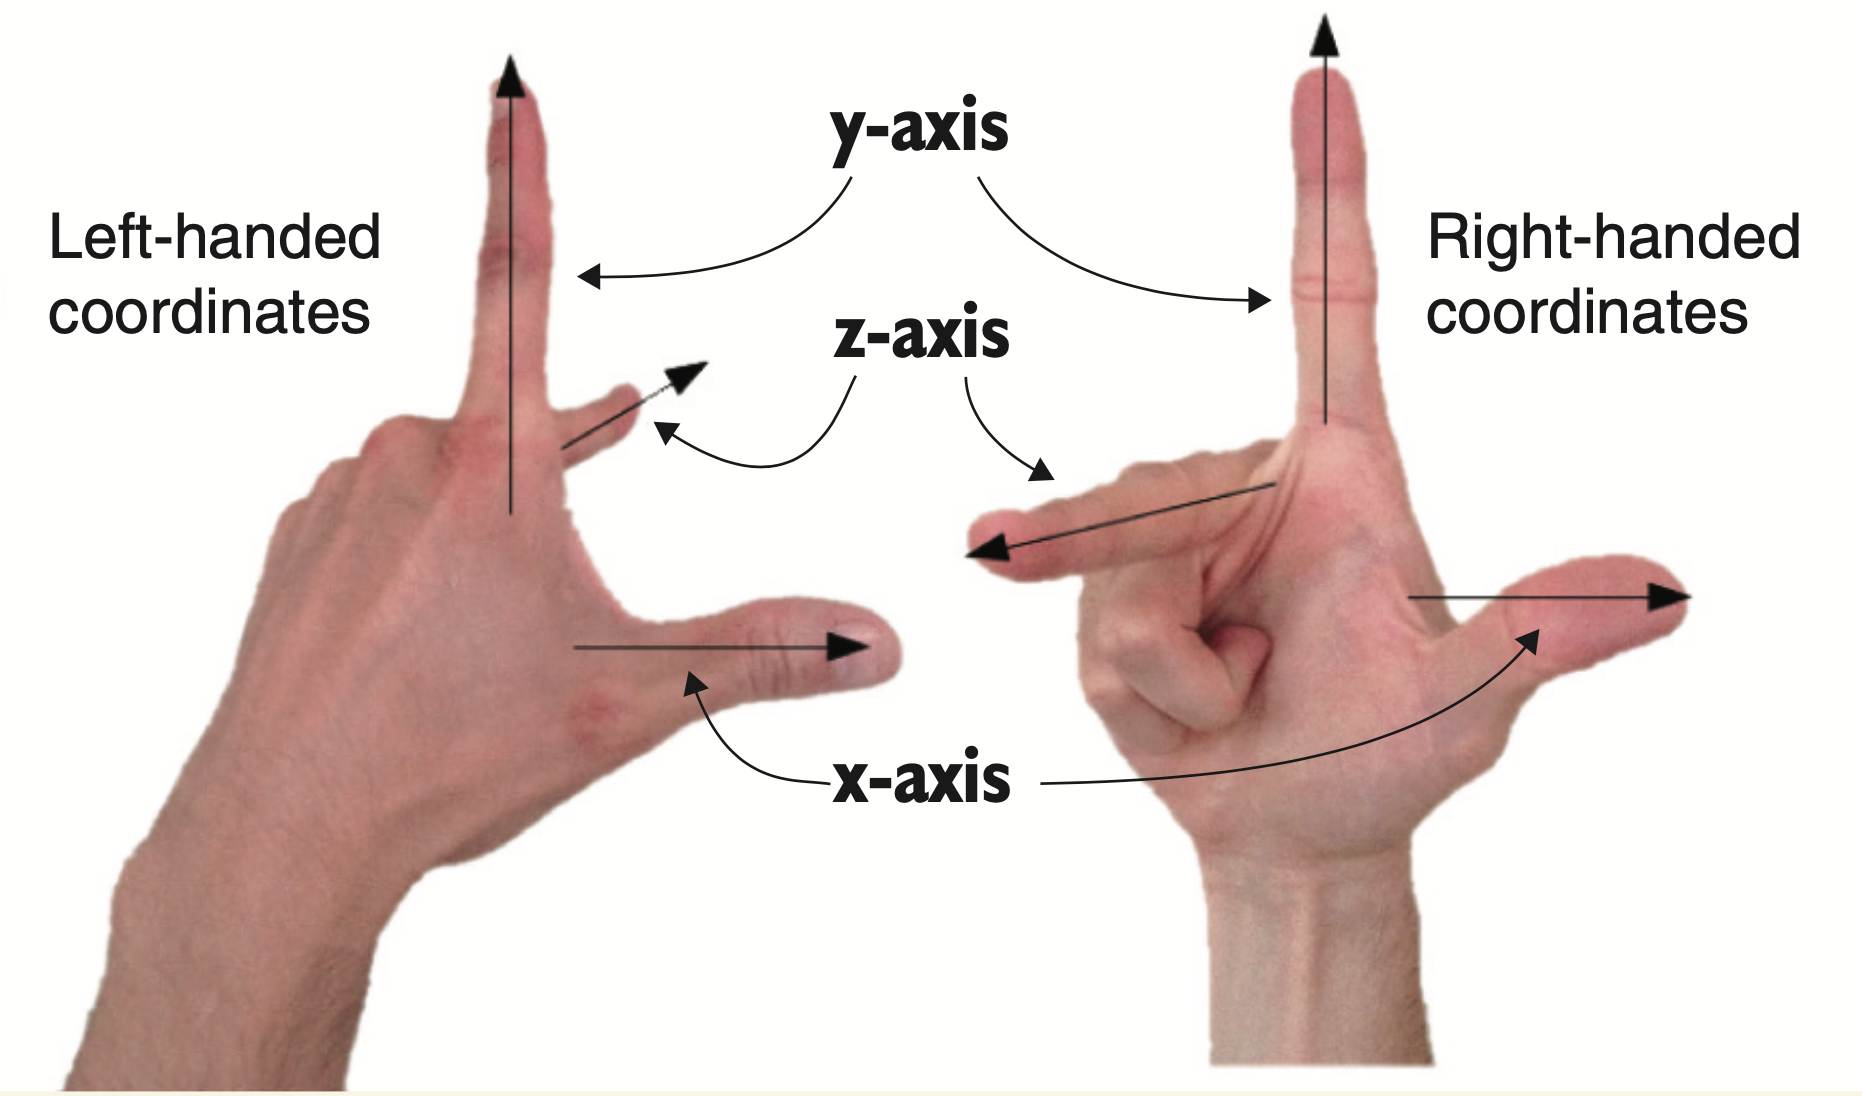 y-axis
Left-handed
coordinates
Right-handed
coordinates
z-axis
x-axis